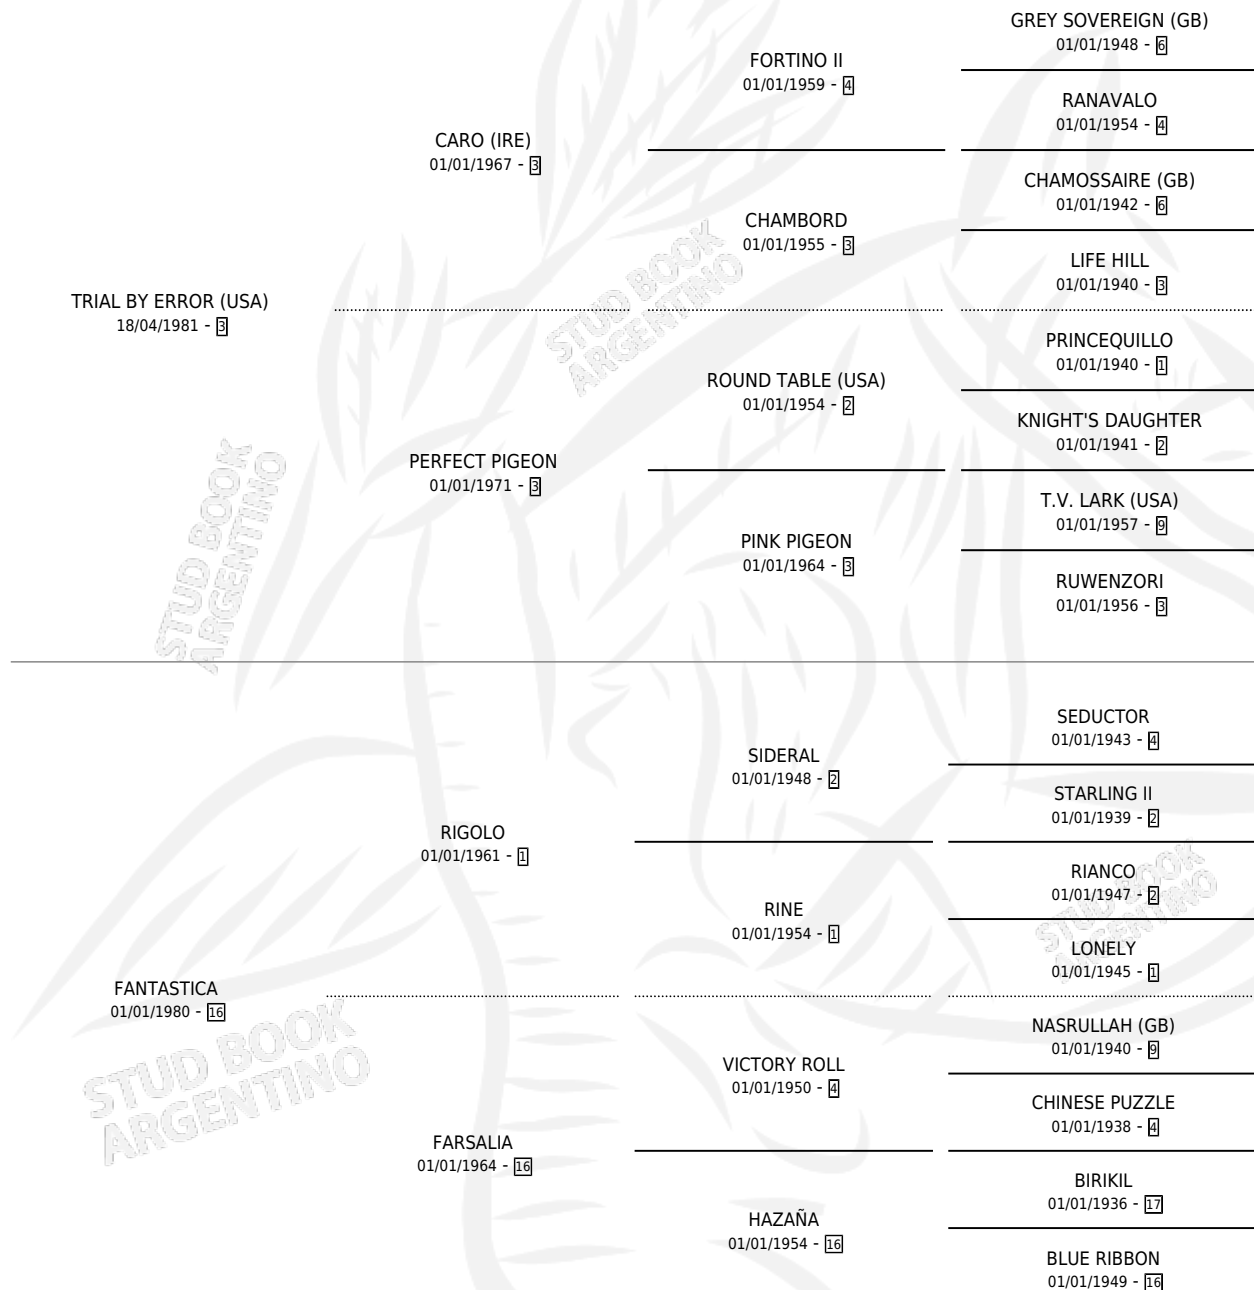 GREY SOVEREIGN (GB)
01/01/1948 - 6
FORTINO II
01/01/1959 - 4
RANAVALO
01/01/1954 - 4
CARO (IRE)
01/01/1967 - 3
CHAMOSSAIRE (GB)
01/01/1942 - 6
CHAMBORD
01/01/1955 - 3
LIFE HILL
01/01/1940 - 3
TRIAL BY ERROR (USA)
18/04/1981 - 3
PRINCEQUILLO
01/01/1940 - 1
ROUND TABLE (USA)
01/01/1954 - 2
KNIGHT'S DAUGHTER
01/01/1941 - 2
PERFECT PIGEON
01/01/1971 - 3
T.V. LARK (USA)
01/01/1957 - 9
PINK PIGEON
01/01/1964 - 3
RUWENZORI
01/01/1956 - 3
SEDUCTOR
01/01/1943 - 4
SIDERAL
01/01/1948 - 2
STARLING II
01/01/1939 - 2
RIGOLO
01/01/1961 - 1
RIANCO
01/01/1947 - 2
RINE
01/01/1954 - 1
LONELY
01/01/1945 - 1
FANTASTICA
01/01/1980 - 16
NASRULLAH (GB)
01/01/1940 - 9
VICTORY ROLL
01/01/1950 - 4
CHINESE PUZZLE
01/01/1938 - 4
FARSALIA
01/01/1964 - 16
BIRIKIL
01/01/1936 - 17
HAZAÑA
01/01/1954 - 16
BLUE RIBBON
01/01/1949 - 16
STUD BOOK
ARGENTINO
STUD BOOK
ARGENTINO
STUD BOOK
ARGENTINO
STUD BOOK
ARGENTINO